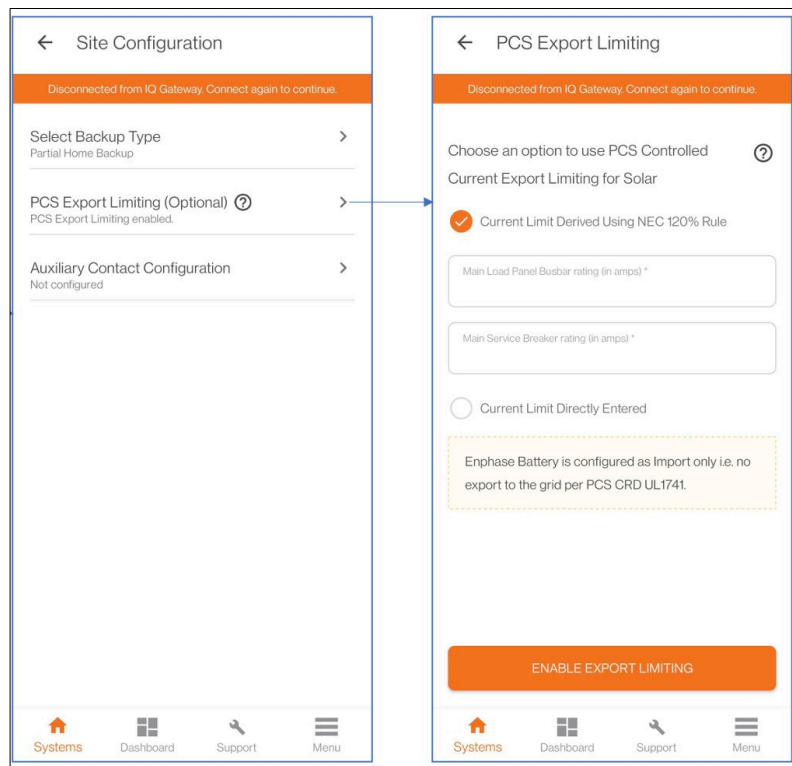 Site Configuration
Disconnected from IQ Gateway. Connect again to continue.
Select Backup Type
Partial Home Backup
PCS Export Limiting (Optional)
PCS Export Limiting enabled.
Auxiliary Contact Configuration
Not configured
Systems
Dashboard
Support
Menu
PCS Export Limiting
Disconnected from IQ Gateway. Connect again to continue.
Choose an option to use PCS Controlled
Current Export Limiting for Solar
Current Limit Derived Using NEC 120% Rule
Main Load Panel Busbar rating (in amps) *
Main Service Breaker rating (in amps) *
Current Limit Directly Entered
Enphase Battery is configured as Import only i.e. no
export to the grid per PCS CRD UL1741.
ENABLE EXPORT LIMITING
Systems
Dashboard
Support
Menu